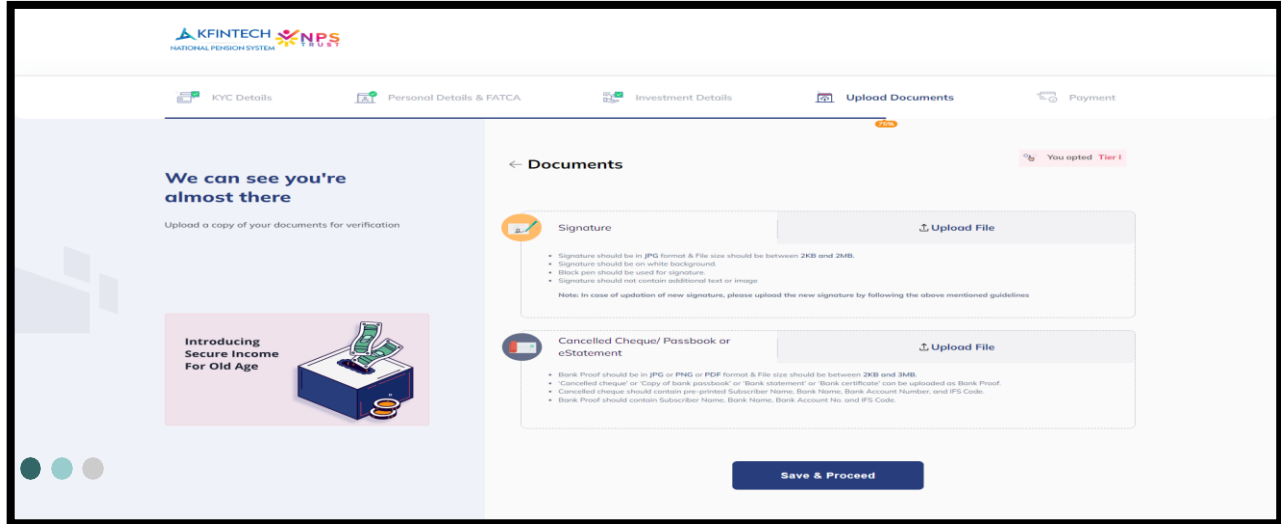 KFINTECH
NATIONAL PENSION SYSTEM
NPS
TRUST
KYC Details
Personal Details & FATCA
Investment Details
Upload Documents
Payment
75%
We can see you're
almost there
Upload a copy of your documents for verification
Introducing
Secure Income
For Old Age
← Documents
You opted Tier I
Signature
Upload File
• Signature should be in JPG format & File size should be between 2KB and 2MB.
• Signature should be on white background.
• Black pen should be used for signature.
• Signature should not contain additional text or image
Note: In case of updation of new signature, please upload the new signature by following the above mentioned guidelines
Cancelled Cheque/ Passbook or
eStatement
Upload File
• Bank Proof should be in JPG or PNG or PDF format & File size should be between 2KB and 3MB.
• 'Cancelled cheque' or 'Copy of bank passbook' or 'Bank statement' or 'Bank certificate' can be uploaded as Bank Proof.
• Cancelled cheque should contain pre-printed Subscriber Name, Bank Name, Bank Account Number, and IFS Code.
• Bank Proof should contain Subscriber Name, Bank Name, Bank Account No. and IFS Code.
Save & Proceed